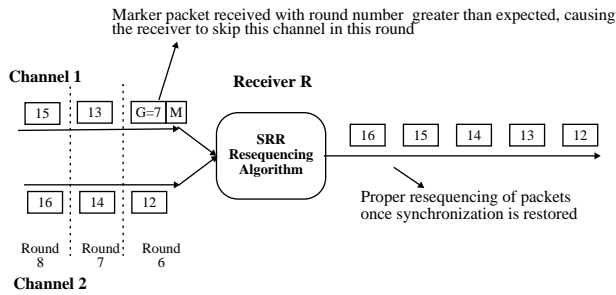 Marker packet received with round number greater than expected, causing
the receiver to skip this channel in this round
Channel 1
Receiver R
15
13
G=7 M
SRR
Resequencing
Algorithm
16 15 14 13 12
16
14
12
Proper resequencing of packets
once synchronization is restored
Round
8
Round
7
Round
6
Channel 2